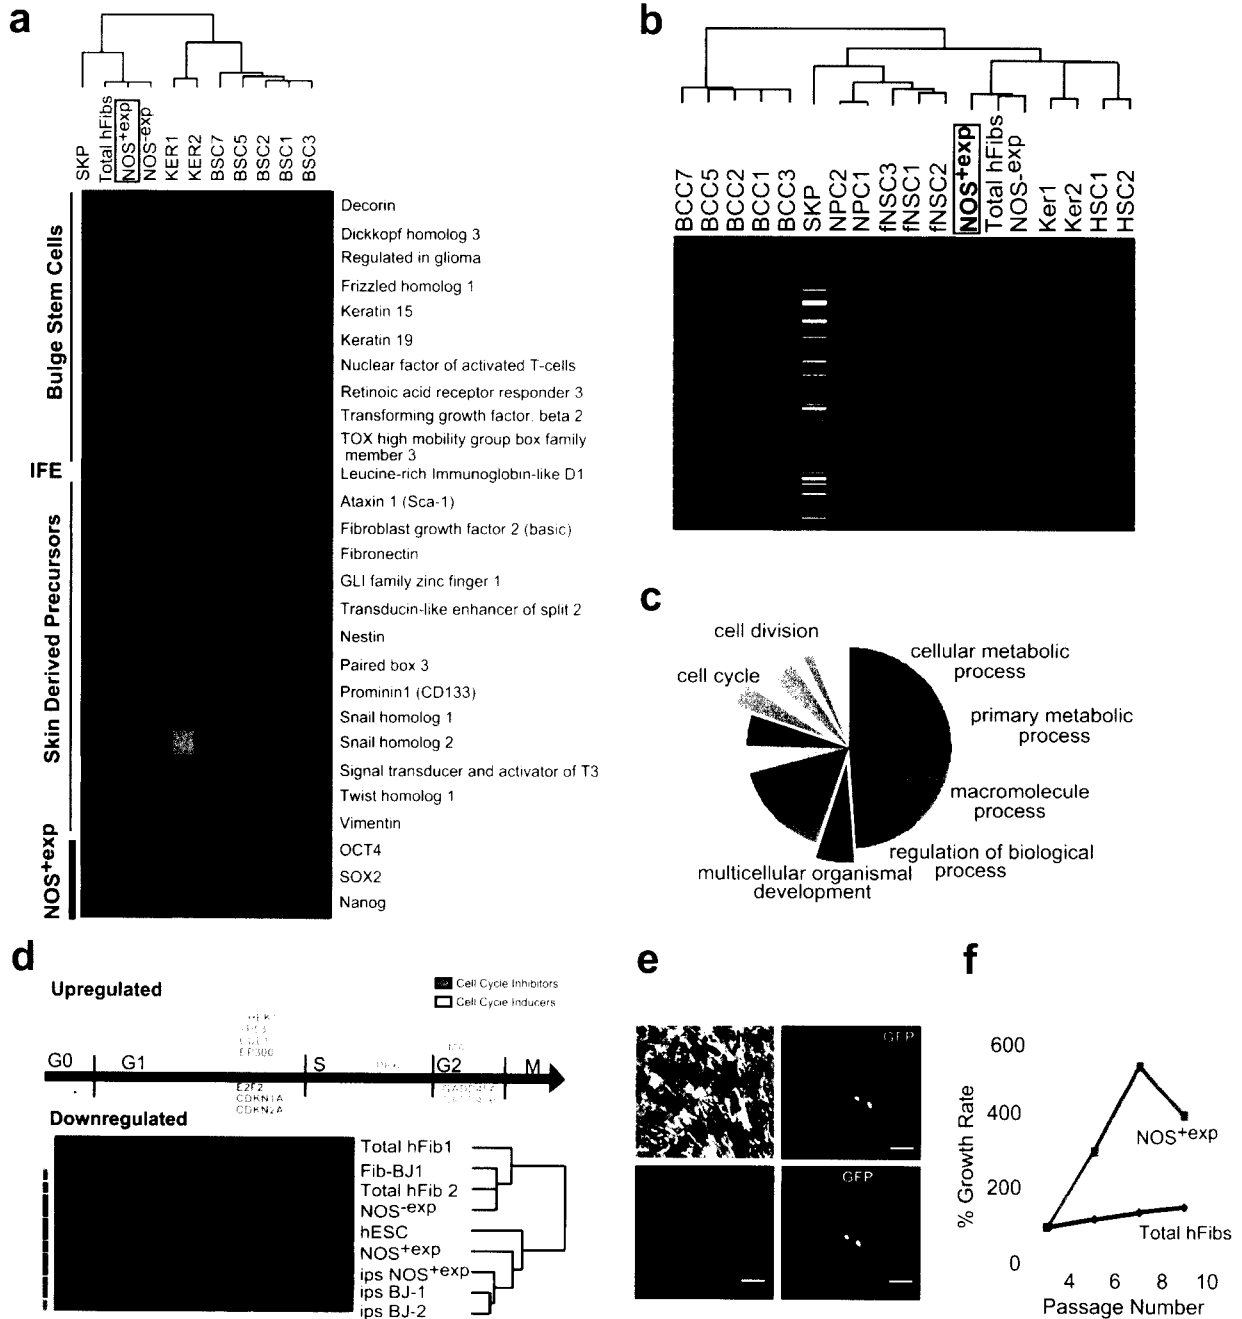 a
SKP
Total hFibs
NOS+exp
NOS-exp
KER1
KER2
BSC7
BSC5
BSC2
BSC1
BSC3
Bulge Stem Cells
IFE
Skin Derived Precursors
NOS+exp
Decorin
Dickkopf homolog 3
Regulated in glioma
Frizzled homolog 1
Keratin 15
Keratin 19
Nuclear factor of activated T-cells
Retinoic acid receptor responder 3
Transforming growth factor. beta 2
TOX high mobility group box family
member 3
Leucine-rich Immunoglobin-like D1
Ataxin 1 (Sca-1)
Fibroblast growth factor 2 (basic)
Fibronectin
GLI family zinc finger 1
Transducin-like enhancer of split 2
Nestin
Paired box 3
Prominin1 (CD133)
Snail homolog 1
Snail homolog 2
Signal transducer and activator of T3
Twist homolog 1
Vimentin
OCT4
SOX2
Nanog
b
BCC7
BCC5
BCC2
BCC1
BCC3
SKP
NPC2
NPC1
fNSC3
fNSC1
fNSC2
NOS+exp
Total hFibs
NOS-exp
Ker1
Ker2
HSC1
HSC2
c
cell division
cell cycle
cellular metabolic
process
primary metabolic
process
macromolecule
process
regulation of biological
process
multicellular organismal
development
d
Upregulated
Cell Cycle Inhibitors
Cell Cycle Inducers
EP300
G0 G1 S G2 M
E2F2
CDKN1A
CDKN2A
Downregulated
Total hFib1
Fib-BJ1
Total hFib 2
NOS-exp
hESC
NOS+exp
ips NOS+exp
ips BJ-1
ips BJ-2
e
GFP
GFP
f
% Growth Rate
600
400
200
0
NOS+exp
Total hFibs
4 6 8 10
Passage Number